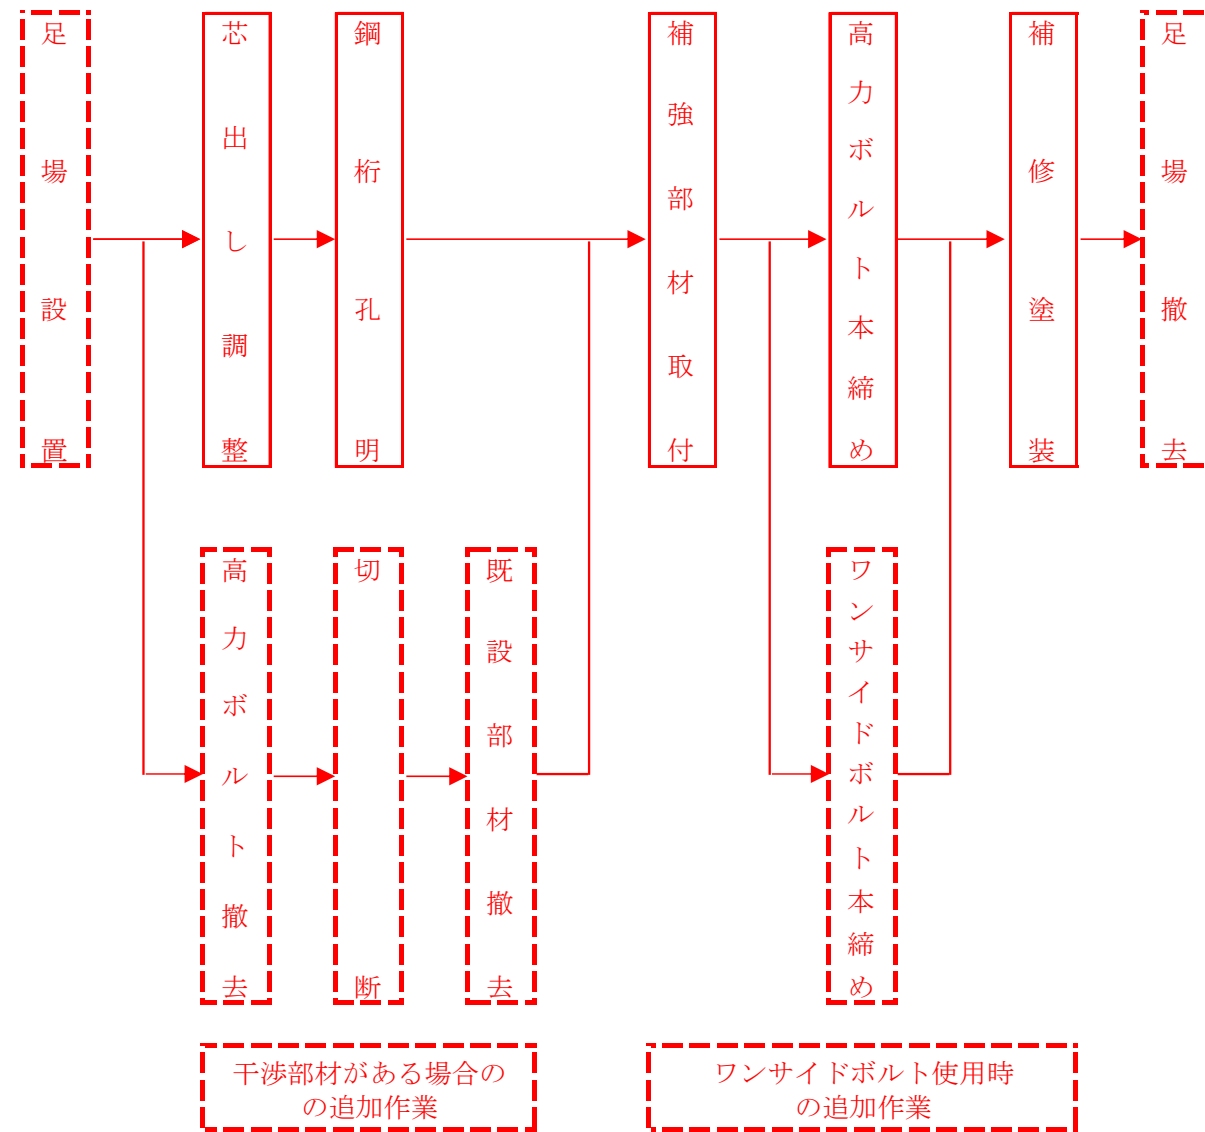 足場設置
芯出し調整
鋼桁孔明
補強部材取付
高力ボルト本締め
補修塗装
足場撤去
高力ボルト撤去
切断
既設部材撤去
ワンサイドボルト本締め
干渉部材がある場合の
の追加作業
ワンサイドボルト使用時
の追加作業